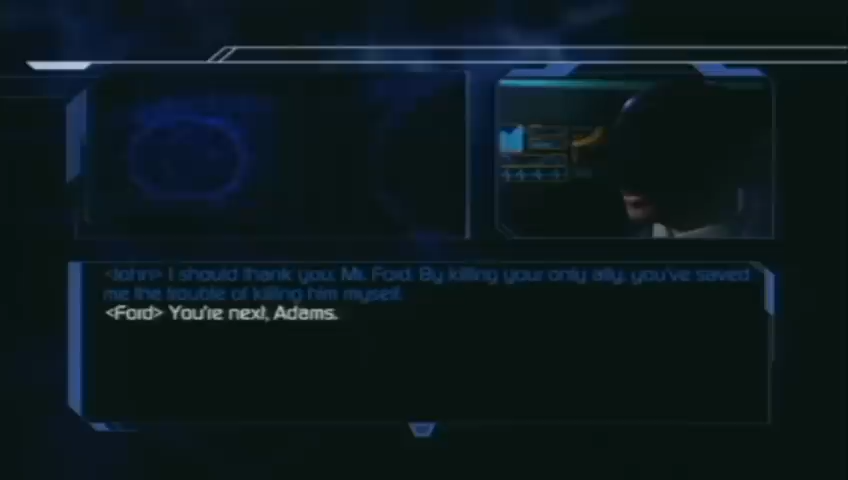 <John> I should thank you, Mr. Ford. By killing your only ally, you've saved
me the trouble of killing him myself.
<Ford> You're next, Adams.